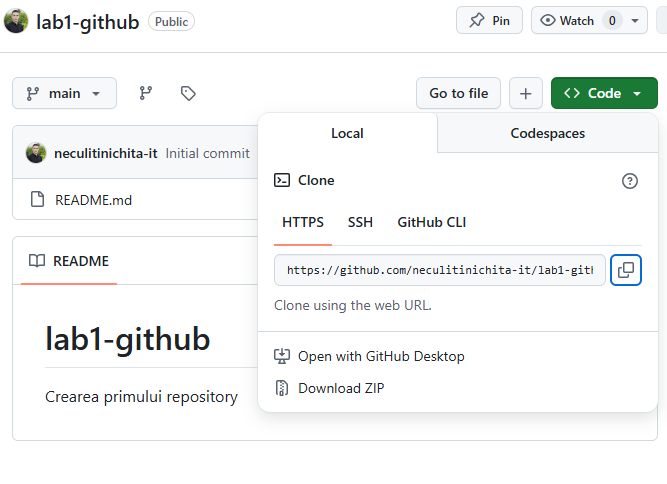 lab1-github Public Pin Watch 0
main Go to file + Code
Local Codespaces
neculitinichita-it Initial commit
Clone
README.md
HTTPS SSH GitHub CLI
README
https://github.com/neculitinichita-it/lab1-gith
Clone using the web URL.
lab1-github
Open with GitHub Desktop
Crearea primului repository
Download ZIP